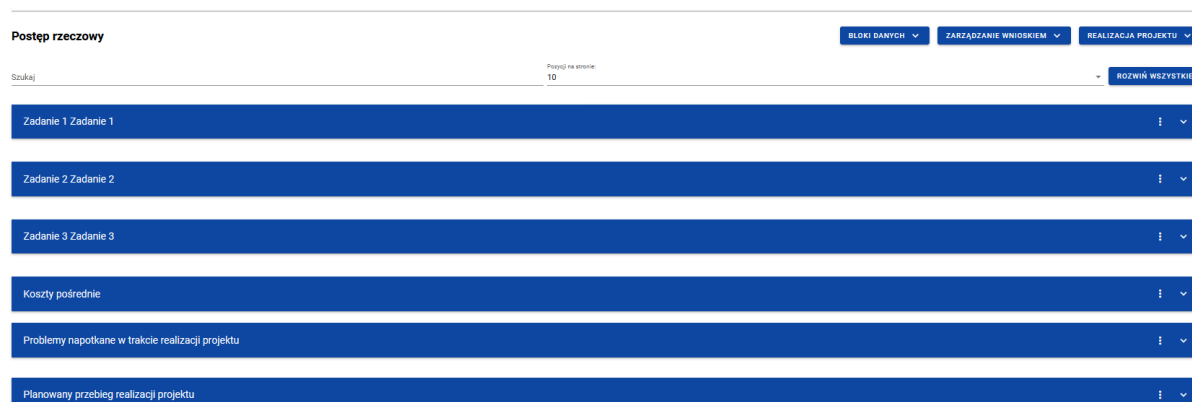 Postęp rzeczowy
BLOKI DANYCH
ZARZĄDZANIE WNIOSKIEM
REALIZACJA PROJEKTU
Szukaj
Pozycji na stronie:
10
ROZWIŃ WSZYSTKIE
Zadanie 1 Zadanie 1
Zadanie 2 Zadanie 2
Zadanie 3 Zadanie 3
Koszty pośrednie
Problemy napotkane w trakcie realizacji projektu
Planowany przebieg realizacji projektu